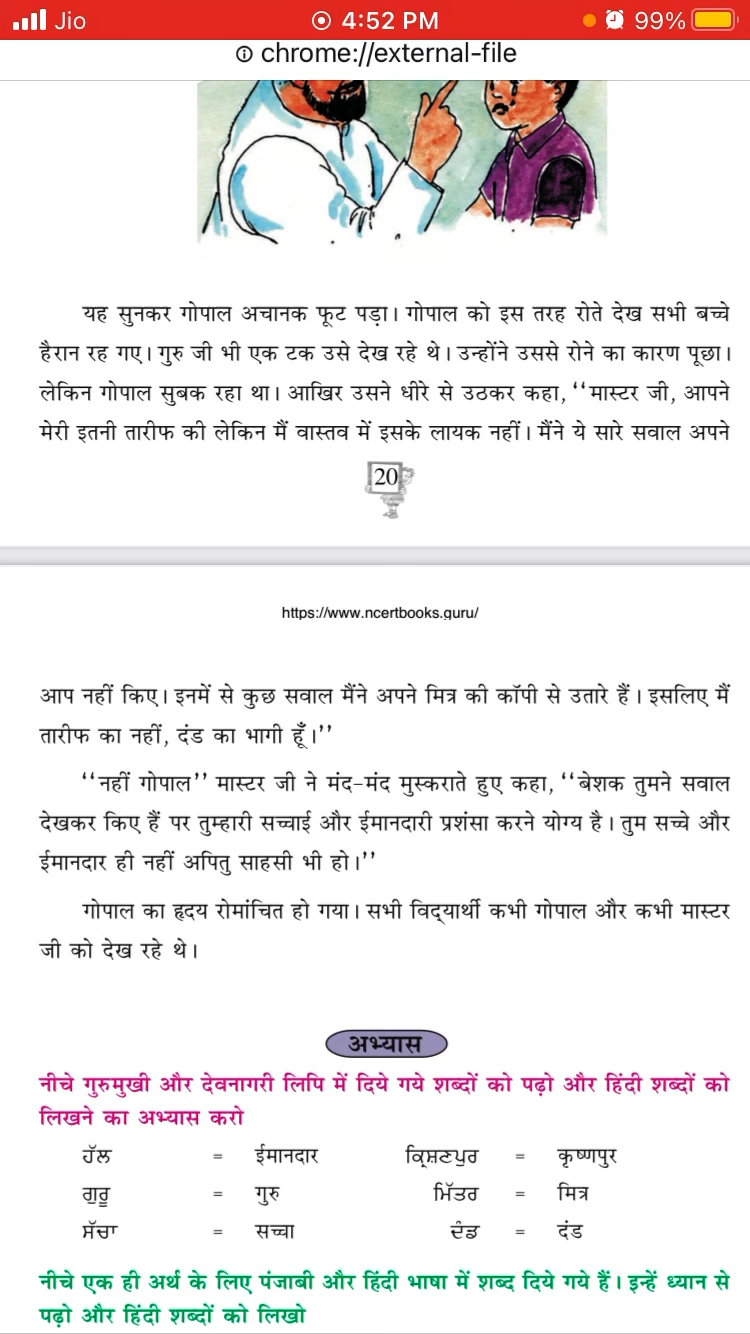 Jio 4:52 PM 99%
chrome://external-file
यह सुनकर गोपाल अचानक फूट पड़ा। गोपाल को इस तरह रोते देख सभी बच्चे
हैरान रह गए। गुरु जी भी एक टक उसे देख रहे थे। उन्होंने उससे रोने का कारण पूछा।
लेकिन गोपाल सुबक रहा था। आखिर उसने धीरे से उठकर कहा, ‘‘मास्टर जी, आपने
मेरी इतनी तारीफ की लेकिन मैं वास्तव में इसके लायक नहीं। मैंने ये सारे सवाल अपने
20
https://www.ncertbooks.guru/
आप नहीं किए। इनमें से कुछ सवाल मैंने अपने मित्र की कॉपी से उतारे हैं। इसलिए मैं
तारीफ का नहीं, दंड का भागी हूँ।’’
‘‘नहीं गोपाल’’ मास्टर जी ने मंद-मंद मुस्कराते हुए कहा, ‘‘बेशक तुमने सवाल
देखकर किए हैं पर तुम्हारी सच्चाई और ईमानदारी प्रशंसा करने योग्य है। तुम सच्चे और
ईमानदार ही नहीं अपितु साहसी भी हो।’’
गोपाल का हृदय रोमांचित हो गया। सभी विद्यार्थी कभी गोपाल और कभी मास्टर
जी को देख रहे थे।
अभ्यास
नीचे गुरुमुखी और देवनागरी लिपि में दिये गये शब्दों को पढ़ो और हिंदी शब्दों को
लिखने का अभ्यास करो
ਹੱਲ = ईमानदार ਕ੍ਰਿਸ਼ਣਪੁਰ = कृष्णपुर
ਗੁਰੂ = गुरु ਮਿੱਤਰ = मित्र
ਸੱਚਾ = सच्चा ਦੰਡ = दंड
नीचे एक ही अर्थ के लिए पंजाबी और हिंदी भाषा में शब्द दिये गये हैं। इन्हें ध्यान से
पढ़ो और हिंदी शब्दों को लिखो